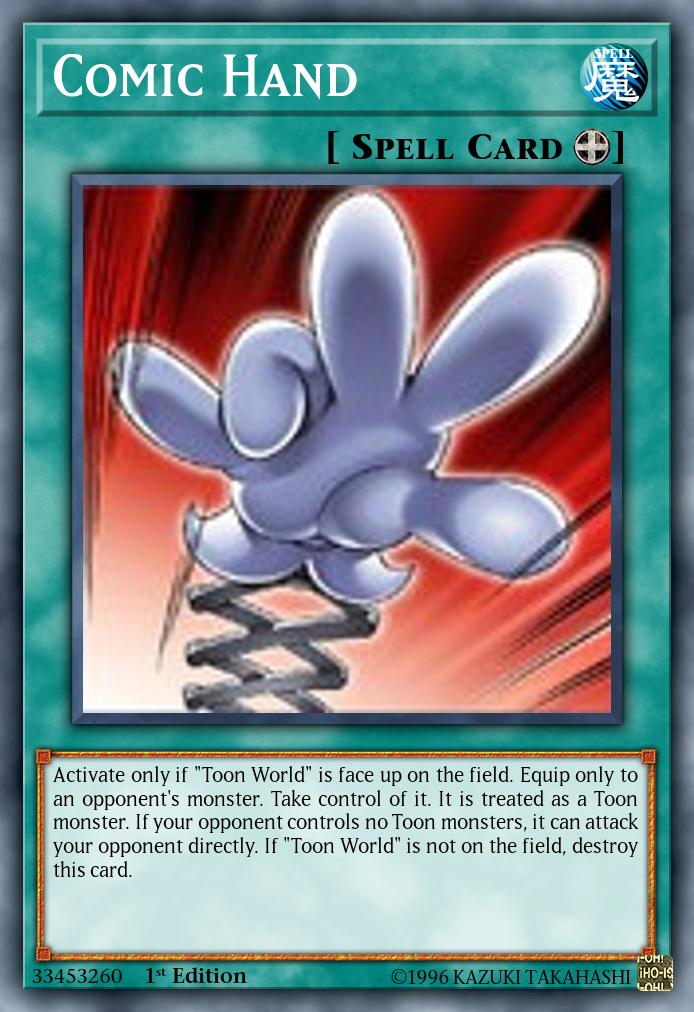 COMIC HAND
SPELL
魔
[ SPELL CARD ]
Activate only if "Toon World" is face up on the field. Equip only to
an opponent's monster. Take control of it. It is treated as a Toon
monster. If your opponent controls no Toon monsters, it can attack
your opponent directly. If "Toon World" is not on the field, destroy
this card.
33453260 1st Edition ©1996 KAZUKI TAKAHASHI